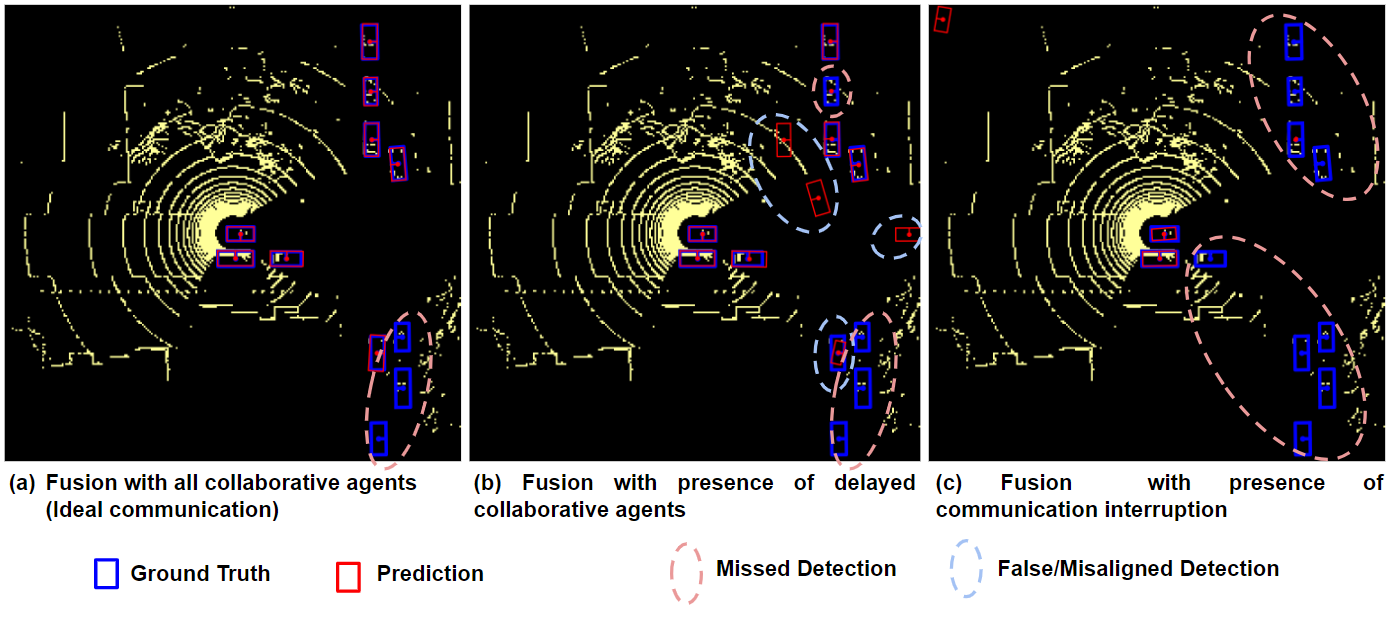 (a) Fusion with all collaborative agents
(Ideal communication)
(b) Fusion with presence of delayed
collaborative agents
(c) Fusion with presence of
communication interruption
Ground Truth
Prediction
Missed Detection
False/Misaligned Detection